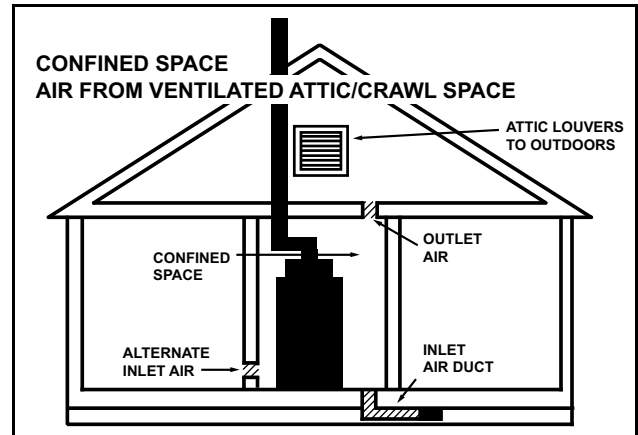 CONFINED SPACE
AIR FROM VENTILATED ATTIC/CRAWL SPACE
ATTIC LOUVERS
TO OUTDOORS
OUTLET
AIR
CONFINED
SPACE
ALTERNATE
INLET AIR
INLET
AIR DUCT